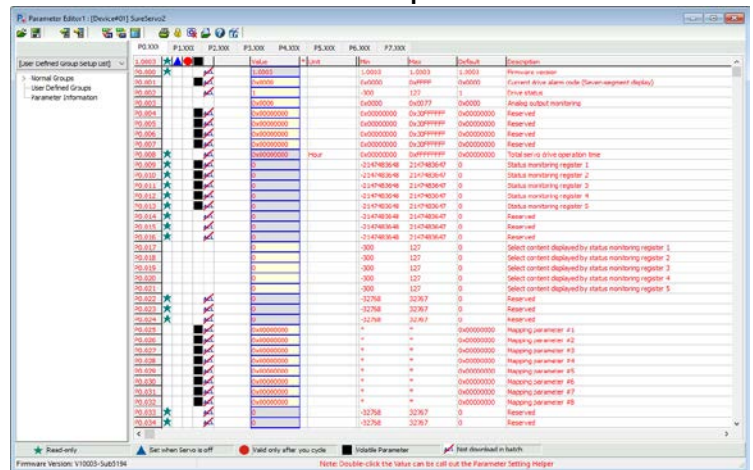 Parameter Editor1 : [Device#01] SureServo2
P0.XXX P1.XXX P2.XXX P3.XXX P4.XXX P5.XXX P6.XXX P7.XXX
[User Defined Group Setup List]
Normal Groups
User Defined Groups
Parameter Information
1.0003 Value * Unit Min Max Default Description
P0.000 1.0003 1.0003 1.0003 1.0003 Firmware version
P0.001 0x0000 0x0000 0xFFFF 0x0000 Current drive alarm code (Seven-segment display)
P0.002 1 -300 127 1 Drive status
P0.003 0x0000 0x0077 0x0000 Analog output monitoring
P0.004 0x00000000 0x00000000 0x30FFFFFF 0x00000000 Reserved
P0.005 0x00000000 0x00000000 0x30FFFFFF 0x00000000 Reserved
P0.006 0x00000000 0x00000000 0x30FFFFFF 0x00000000 Reserved
P0.007 0x00000000 0x00000000 0x30FFFFFF 0x00000000 Reserved
P0.008 0x00000000 Hour 0x00000000 0xFFFFFFFF 0x00000000 Total servo drive operation time
P0.009 0 -2147483648 2147483647 0 Status monitoring register 1
P0.010 0 -2147483648 2147483647 0 Status monitoring register 2
P0.011 0 -2147483648 2147483647 0 Status monitoring register 3
P0.012 0 -2147483648 2147483647 0 Status monitoring register 4
P0.013 0 -2147483648 2147483647 0 Status monitoring register 5
P0.014 0 -2147483648 2147483647 0 Reserved
P0.015 0 -2147483648 2147483647 0 Reserved
P0.016 0 -2147483648 2147483647 0 Reserved
P0.017 0 -300 127 0 Select content displayed by status monitoring register 1
P0.018 0 -300 127 0 Select content displayed by status monitoring register 2
P0.019 0 -300 127 0 Select content displayed by status monitoring register 3
P0.020 0 -300 127 0 Select content displayed by status monitoring register 4
P0.021 0 -300 127 0 Select content displayed by status monitoring register 5
P0.022 0 -32768 32767 0 Reserved
P0.023 0 -32768 32767 0 Reserved
P0.024 0 -32768 32767 0 Reserved
P0.025 0x00000000 * * 0x00000000 Mapping parameter #1
P0.026 0x00000000 * * 0x00000000 Mapping parameter #2
P0.027 0x00000000 * * 0x00000000 Mapping parameter #3
P0.028 0x00000000 * * 0x00000000 Mapping parameter #4
P0.029 0x00000000 * * 0x00000000 Mapping parameter #5
P0.030 0x00000000 * * 0x00000000 Mapping parameter #6
P0.031 0x00000000 * * 0x00000000 Mapping parameter #7
P0.032 0x00000000 * * 0x00000000 Mapping parameter #8
P0.033 0 -32768 32767 0 Reserved
P0.034 0 -32768 32767 0 Reserved
Read-only Set when Servo is off Valid only after you cycle Volatile Parameter Not download in batch
Firmware Version: V10003-Sub0194 Note: Double-click the Value can be call out the Parameter Setting Helper